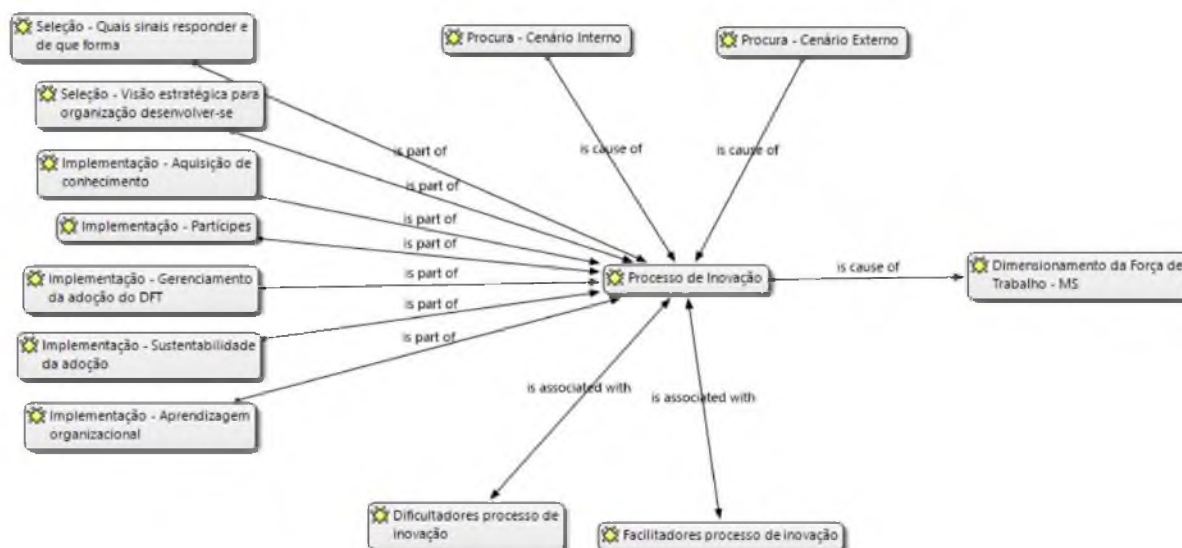 Seleção - Quais sinais responder e
de que forma
Procura - Cenário Interno
Procura - Cenário Externo
Seleção - Visão estratégica para
organização desenvolver-se
is part of
is cause of
is cause of
Implementação - Aquisição de
conhecimento
is part of
is part of
Implementação - Partícipes
is part of
Implementação - Gerenciamento
da adoção do DFT
is part of
Processo de Inovação
is cause of
Dimensionamento da Força de
Trabalho - MS
is part of
Implementação - Sustentabilidade
da adoção
is part of
is associated with
is associated with
Implementação - Aprendizagem
organizacional
Dificultadores processo de
inovação
Facilitadores processo de inovação